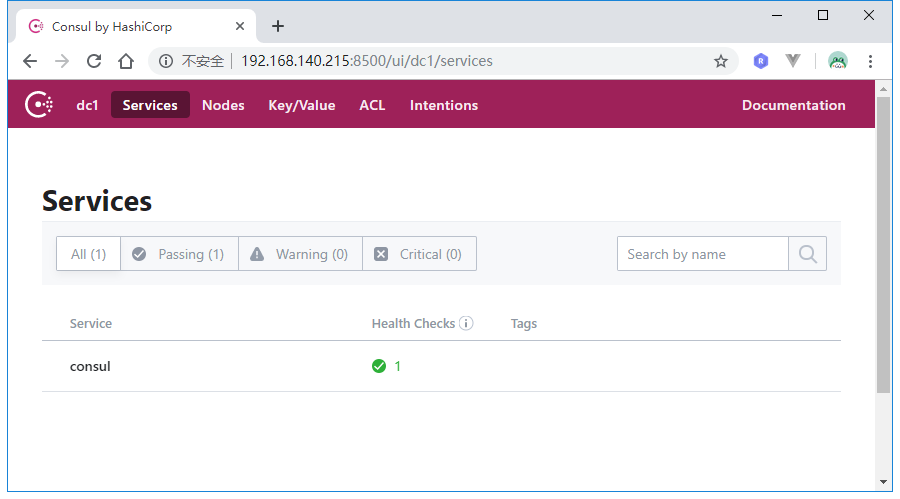 Consul by HashiCorp
不安全 192.168.140.215:8500/ui/dc1/services
dc1 Services Nodes Key/Value ACL Intentions Documentation
Services
All (1) Passing (1) Warning (0) Critical (0) Search by name
Service Health Checks Tags
consul 1